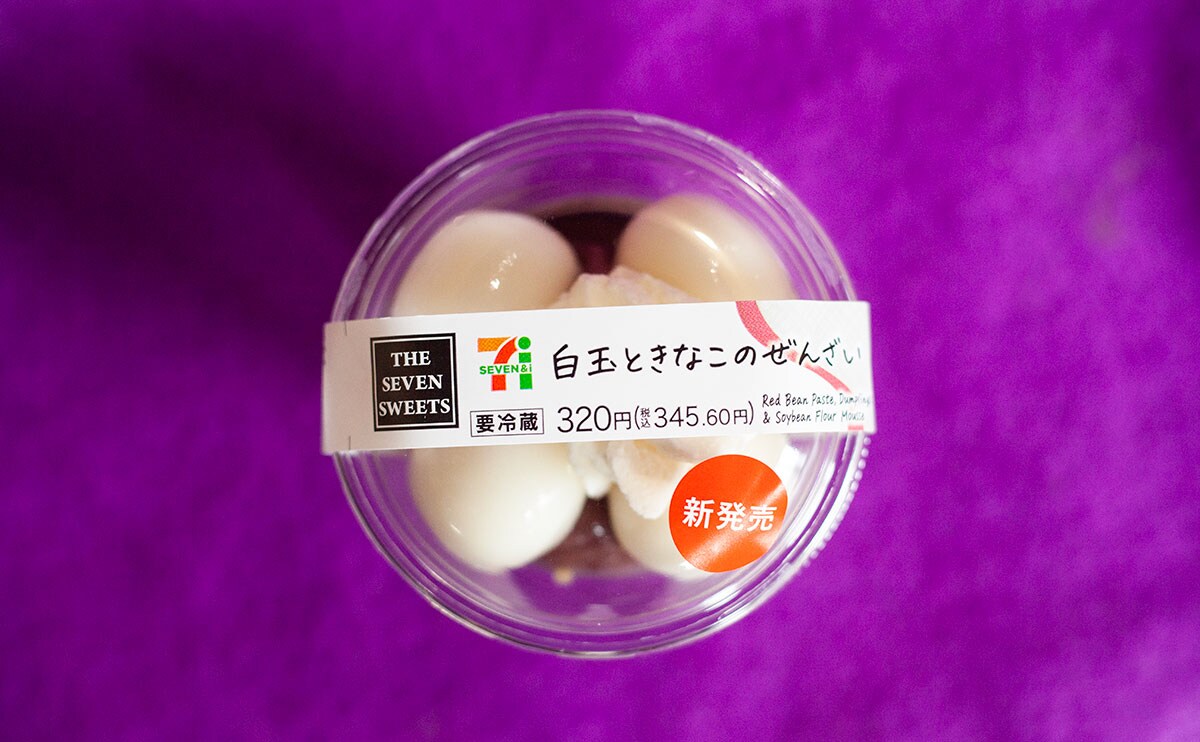 THE
SEVEN
SWEETS
SEVEN&i
白玉ときなこのぜんざい
要冷蔵
320円(税込345.60円)
Red Bean Paste, Dumplings
& Soybean Flour Mousse
新発売